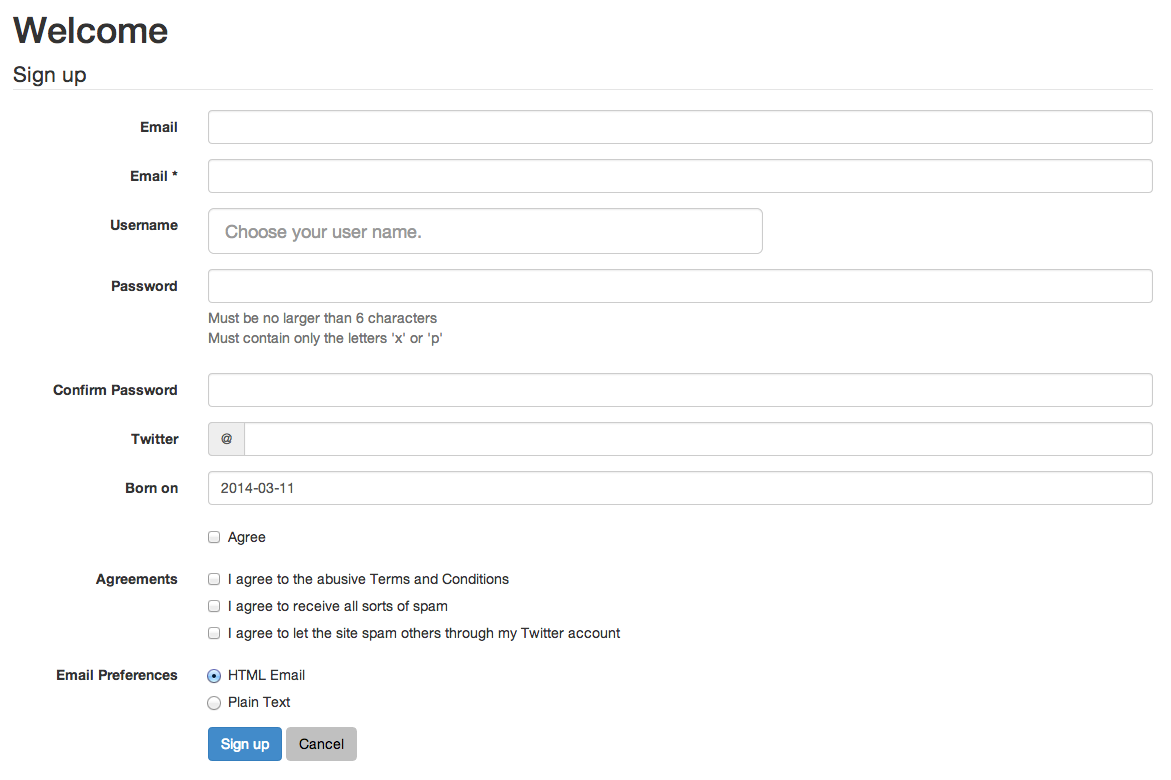 Welcome
Sign up
Email
Email *
Username Choose your user name.
Password
Must be no larger than 6 characters
Must contain only the letters 'x' or 'p'
Confirm Password
Twitter @
Born on 2014-03-11
Agree
Agreements I agree to the abusive Terms and Conditions
I agree to receive all sorts of spam
I agree to let the site spam others through my Twitter account
Email Preferences HTML Email
Plain Text
Sign up Cancel